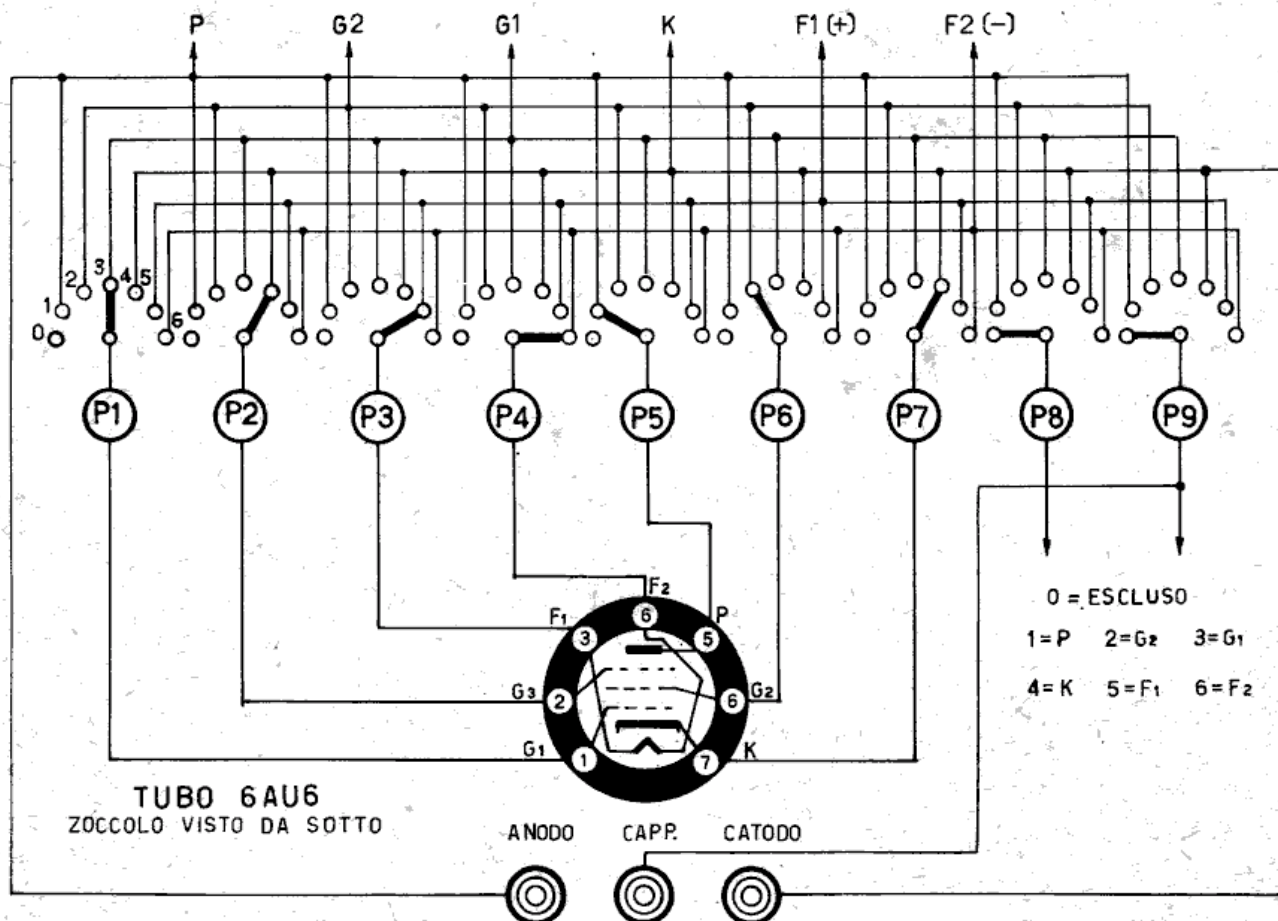 P G2 G1 K F1 (+) F2 (-)
0 1 2 3 4 5 6
P1 P2 P3 P4 P5 P6 P7 P8 P9
F2
F1 3 6 5 P
G3 2 6 G2
G1 1 7 K
0 = ESCLUSO
1=P 2=G2 3=G1
4=K 5=F1 6=F2
TUBO 6AU6
ZOCCOLO VISTO DA SOTTO
ANODO CAPP. CATODO